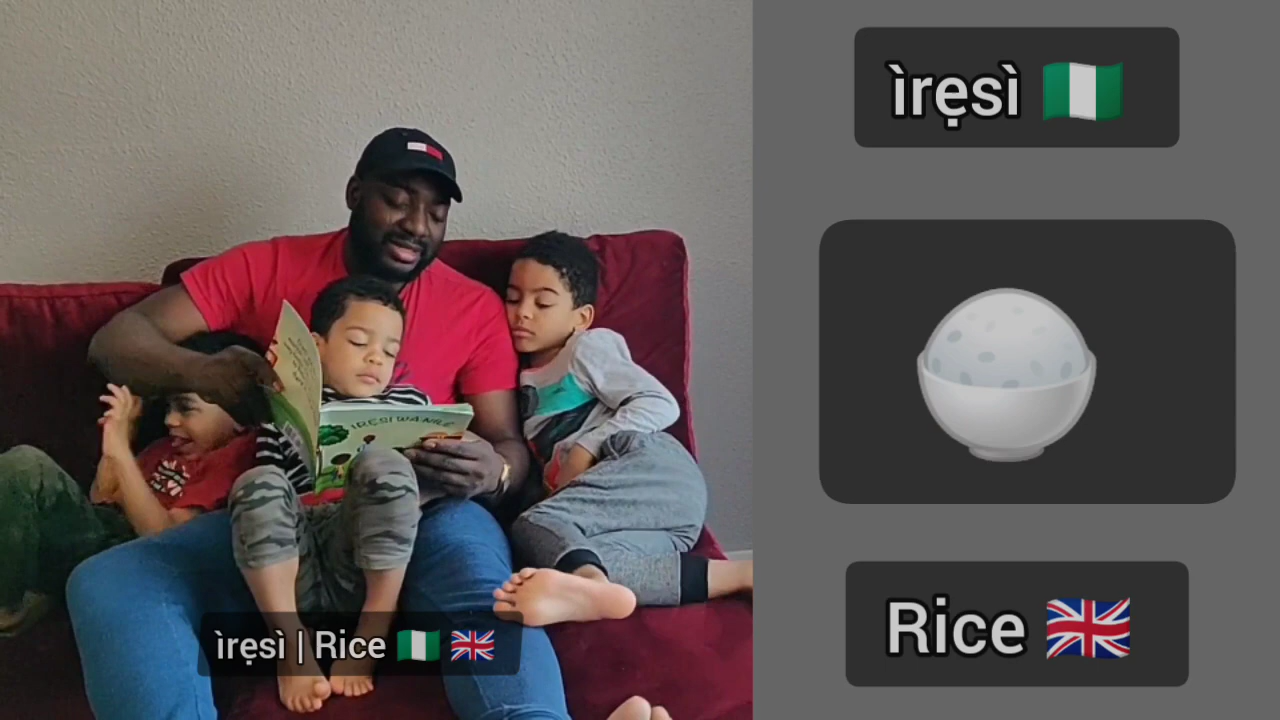 ìrẹsì 🇳🇬
Rice 🇬🇧
ìrẹsì | Rice 🇳🇬 🇬🇧